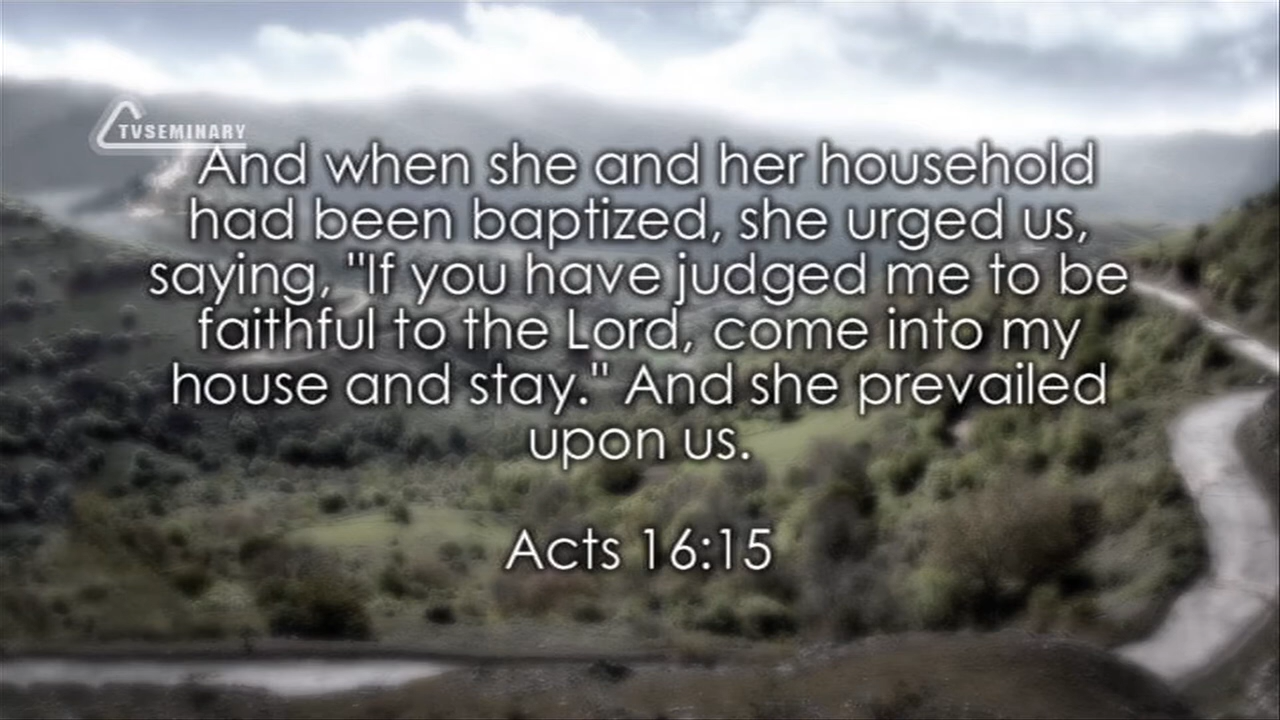 TVSEMINARY
And when she and her household
had been baptized, she urged us,
saying, "If you have judged me to be
faithful to the Lord, come into my
house and stay." And she prevailed
upon us.
Acts 16:15